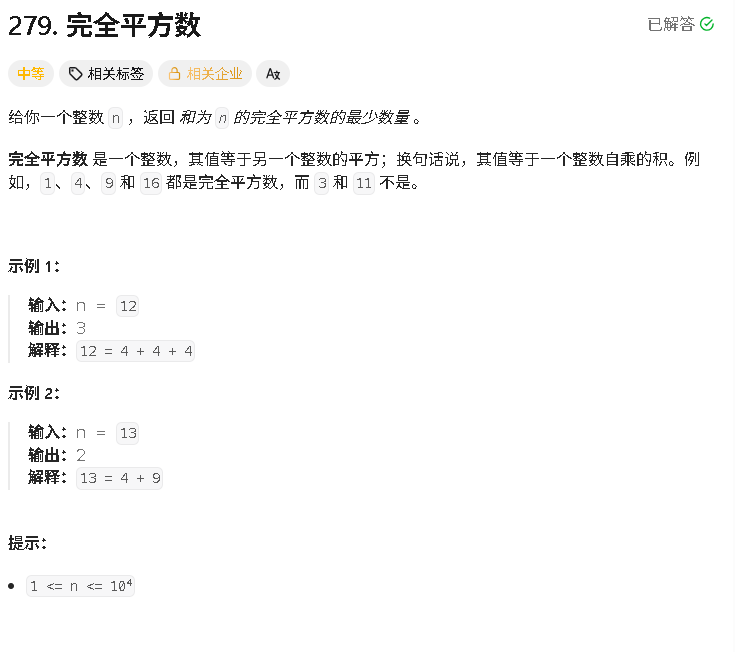 279. 完全平方数
已解答
中等 相关标签 相关企业 Ax
给你一个整数 n ，返回 和为 n 的完全平方数的最少数量 。
完全平方数 是一个整数，其值等于另一个整数的平方；换句话说，其值等于一个整数自乘的积。例
如，1、4、9 和 16 都是完全平方数，而 3 和 11 不是。
示例 1：
输入：n = 12
输出：3
解释：12 = 4 + 4 + 4
示例 2：
输入：n = 13
输出：2
解释：13 = 4 + 9
提示：
1 <= n <= 10⁴